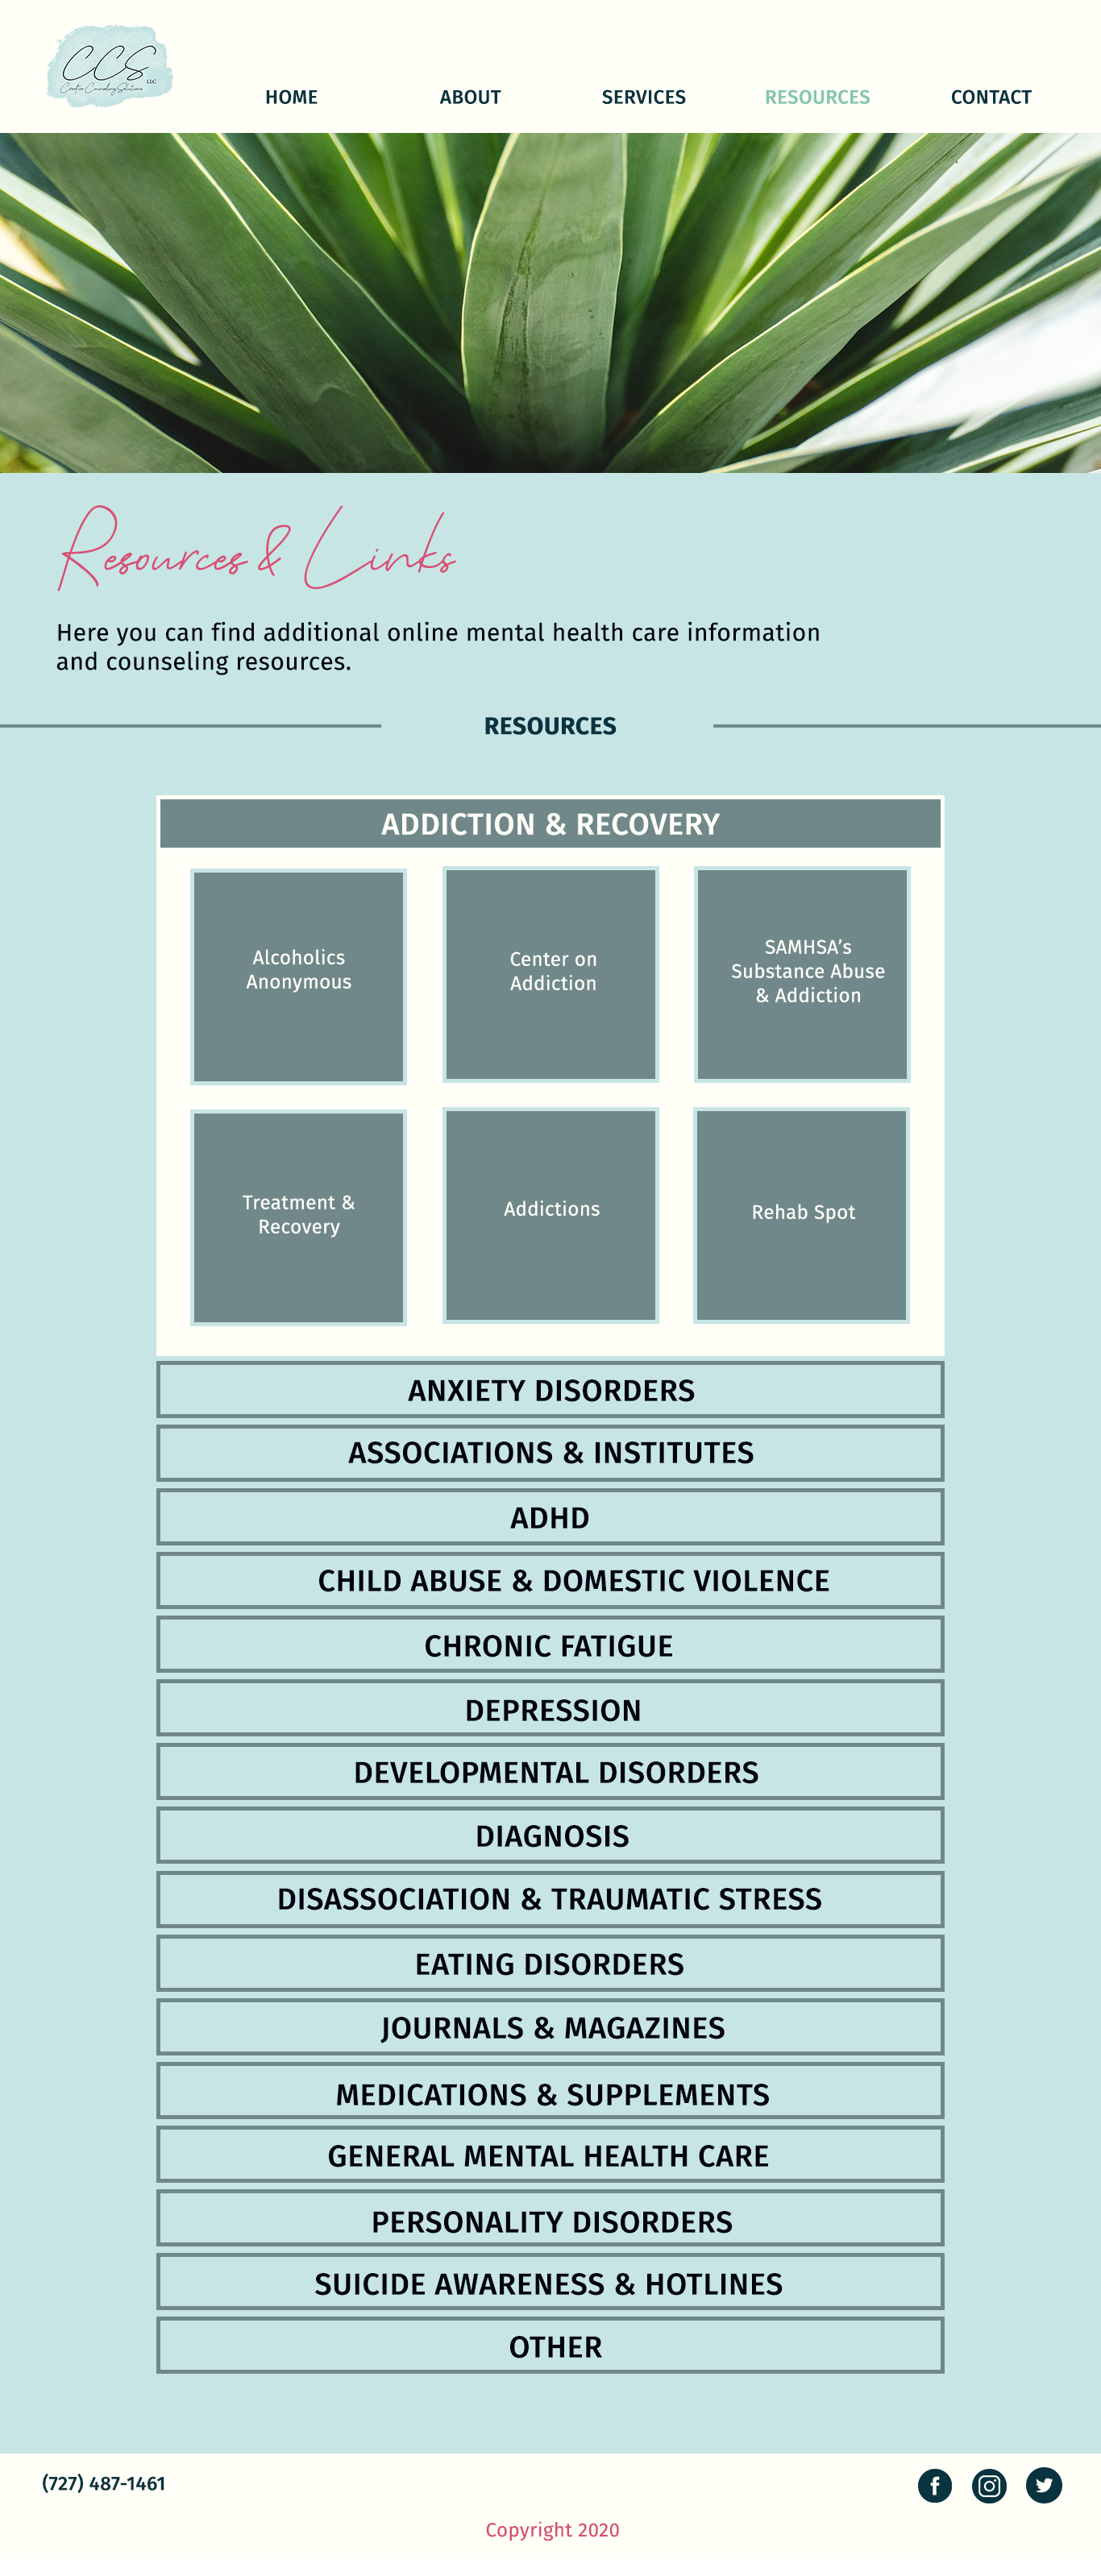 CCS
LLC
Creative Counseling Solutions
HOME ABOUT SERVICES RESOURCES CONTACT
Resources & Links
Here you can find additional online mental health care information
and counseling resources.
RESOURCES
ADDICTION & RECOVERY
Alcoholics
Anonymous
Center on
Addiction
SAMHSA’s
Substance Abuse
& Addiction
Treatment &
Recovery
Addictions
Rehab Spot
ANXIETY DISORDERS
ASSOCIATIONS & INSTITUTES
ADHD
CHILD ABUSE & DOMESTIC VIOLENCE
CHRONIC FATIGUE
DEPRESSION
DEVELOPMENTAL DISORDERS
DIAGNOSIS
DISASSOCIATION & TRAUMATIC STRESS
EATING DISORDERS
JOURNALS & MAGAZINES
MEDICATIONS & SUPPLEMENTS
GENERAL MENTAL HEALTH CARE
PERSONALITY DISORDERS
SUICIDE AWARENESS & HOTLINES
OTHER
(727) 487-1461
Copyright 2020